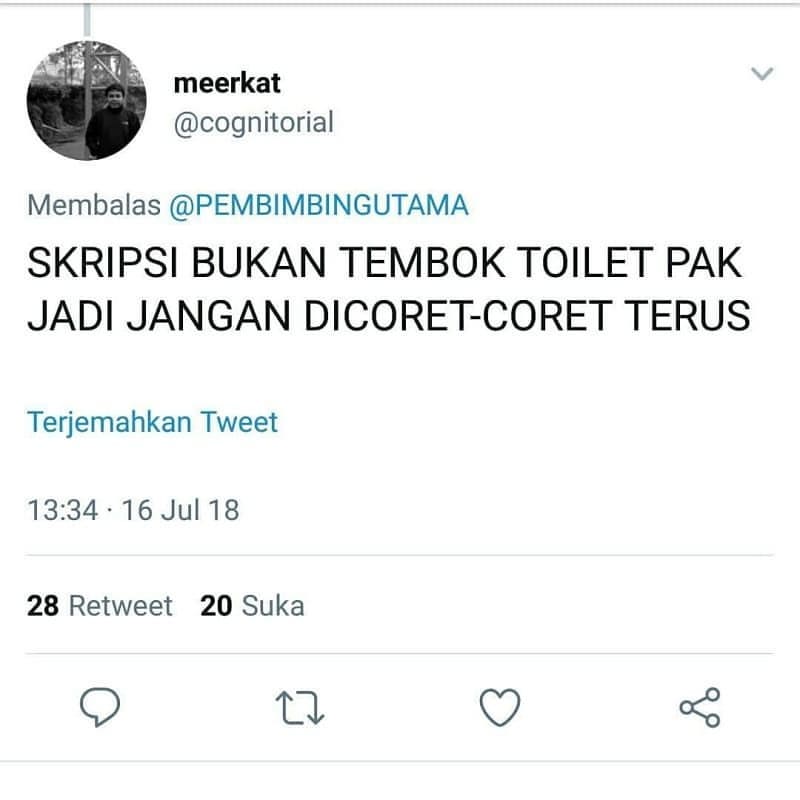 meerkat
@cognitorial
Membalas @PEMBIMBINGUTAMA
SKRIPSI BUKAN TEMBOK TOILET PAK
JADI JANGAN DICORET-CORET TERUS
Terjemahkan Tweet
13:34 · 16 Jul 18
28 Retweet 20 Suka